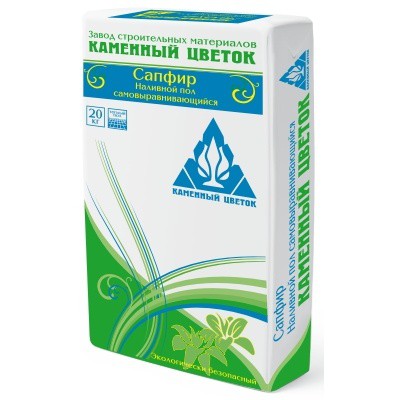 Завод строительных материалов
КАМЕННЫЙ ЦВЕТОК
Сапфир
Наливной пол
самовыравнивающийся
20
КГ
КАМЕННЫЙ ЦВЕТОК
Экологически безопасный
Сапфир
Наливной пол самовыравнивающийся
КАМЕННЫЙ ЦВЕТОК